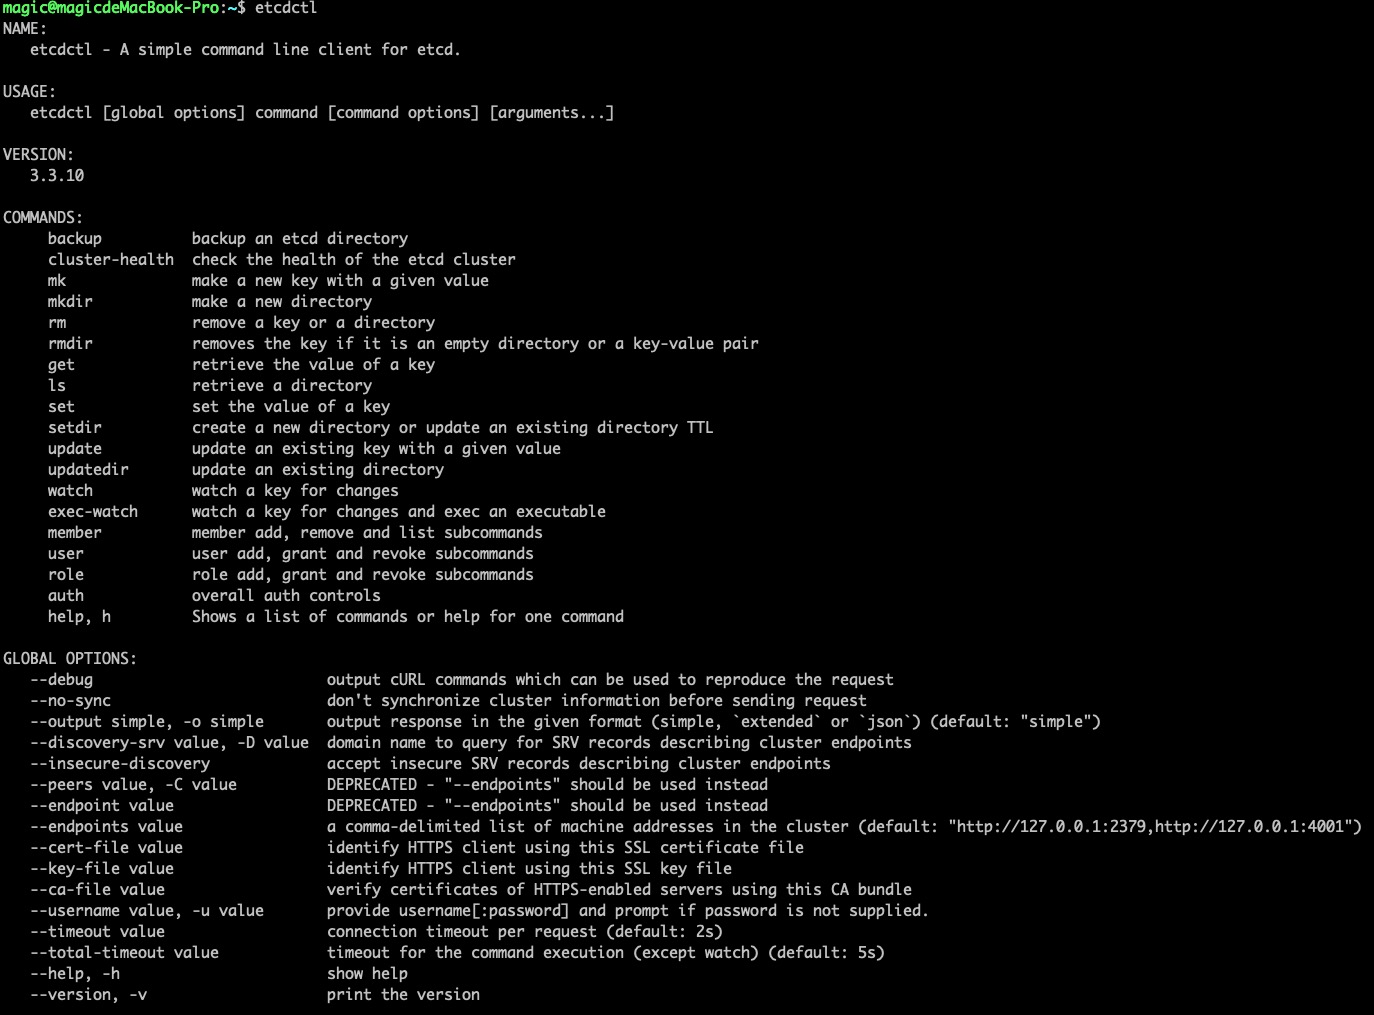 magic@magicdeMacBook-Pro:~$ etcdctl
NAME:
   etcdctl - A simple command line client for etcd.

USAGE:
   etcdctl [global options] command [command options] [arguments...]

VERSION:
   3.3.10

COMMANDS:
     backup          backup an etcd directory
     cluster-health  check the health of the etcd cluster
     mk              make a new key with a given value
     mkdir           make a new directory
     rm              remove a key or a directory
     rmdir           removes the key if it is an empty directory or a key-value pair
     get             retrieve the value of a key
     ls              retrieve a directory
     set             set the value of a key
     setdir          create a new directory or update an existing directory TTL
     update          update an existing key with a given value
     updatedir       update an existing directory
     watch           watch a key for changes
     exec-watch      watch a key for changes and exec an executable
     member          member add, remove and list subcommands
     user            user add, grant and revoke subcommands
     role            role add, grant and revoke subcommands
     auth            overall auth controls
     help, h         Shows a list of commands or help for one command

GLOBAL OPTIONS:
   --debug                          output cURL commands which can be used to reproduce the request
   --no-sync                        don't synchronize cluster information before sending request
   --output simple, -o simple       output response in the given format (simple, `extended` or `json`) (default: "simple")
   --discovery-srv value, -D value  domain name to query for SRV records describing cluster endpoints
   --insecure-discovery             accept insecure SRV records describing cluster endpoints
   --peers value, -C value          DEPRECATED - "--endpoints" should be used instead
   --endpoint value                 DEPRECATED - "--endpoints" should be used instead
   --endpoints value                a comma-delimited list of machine addresses in the cluster (default: "http://127.0.0.1:2379,http://127.0.0.1:4001")
   --cert-file value                identify HTTPS client using this SSL certificate file
   --key-file value                 identify HTTPS client using this SSL key file
   --ca-file value                  verify certificates of HTTPS-enabled servers using this CA bundle
   --username value, -u value       provide username[:password] and prompt if password is not supplied.
   --timeout value                  connection timeout per request (default: 2s)
   --total-timeout value            timeout for the command execution (except watch) (default: 5s)
   --help, -h                       show help
   --version, -v                    print the version